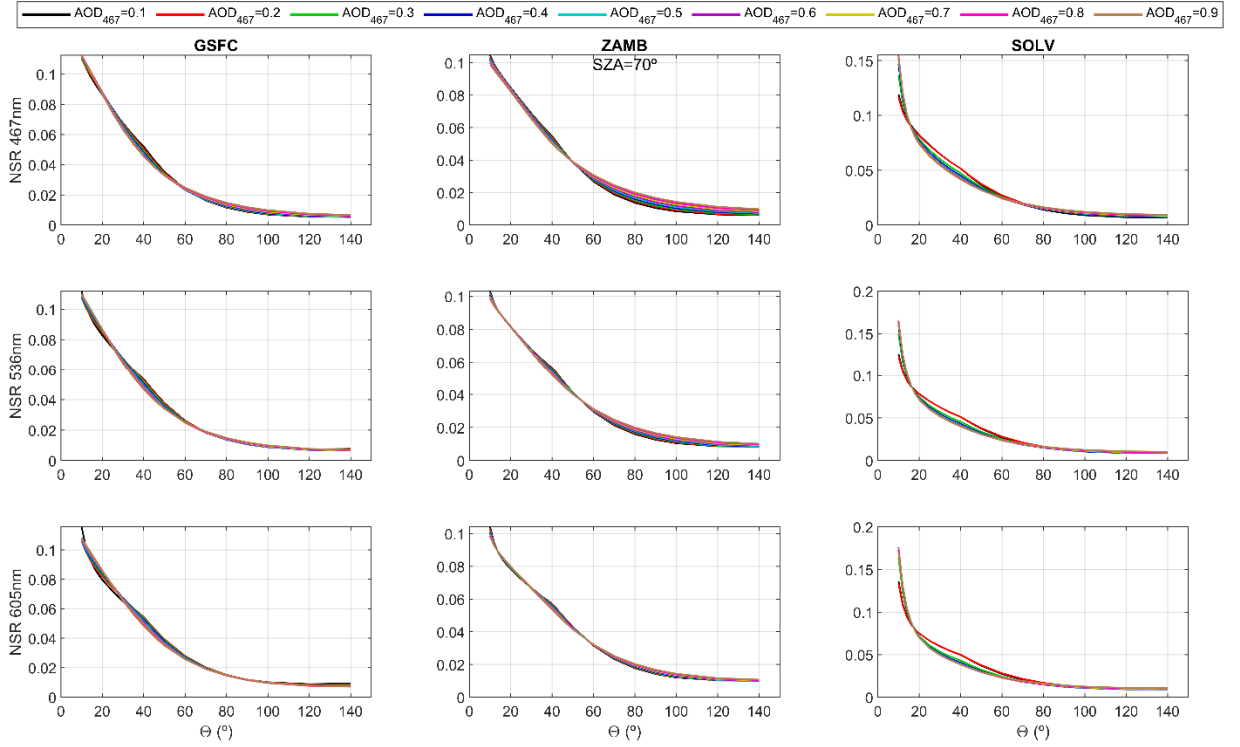 AOD467=0.1 AOD467=0.2 AOD467=0.3 AOD467=0.4 AOD467=0.5 AOD467=0.6 AOD467=0.7 AOD467=0.8 AOD467=0.9
GSFC ZAMB SOLV
SZA=70º
NSR 467nm
0.1
0.08
0.06
0.04
0.02
0
0 20 40 60 80 100 120 140
0.1
0.08
0.06
0.04
0.02
0
0 20 40 60 80 100 120 140
0.15
0.1
0.05
0
0 20 40 60 80 100 120 140
NSR 536nm
0.1
0.08
0.06
0.04
0.02
0
0 20 40 60 80 100 120 140
0.1
0.08
0.06
0.04
0.02
0
0 20 40 60 80 100 120 140
0.2
0.15
0.1
0.05
0
0 20 40 60 80 100 120 140
NSR 605nm
0.1
0.08
0.06
0.04
0.02
0
0 20 40 60 80 100 120 140
Θ (º)
0.1
0.08
0.06
0.04
0.02
0
0 20 40 60 80 100 120 140
Θ (º)
0.2
0.15
0.1
0.05
0
0 20 40 60 80 100 120 140
Θ (º)